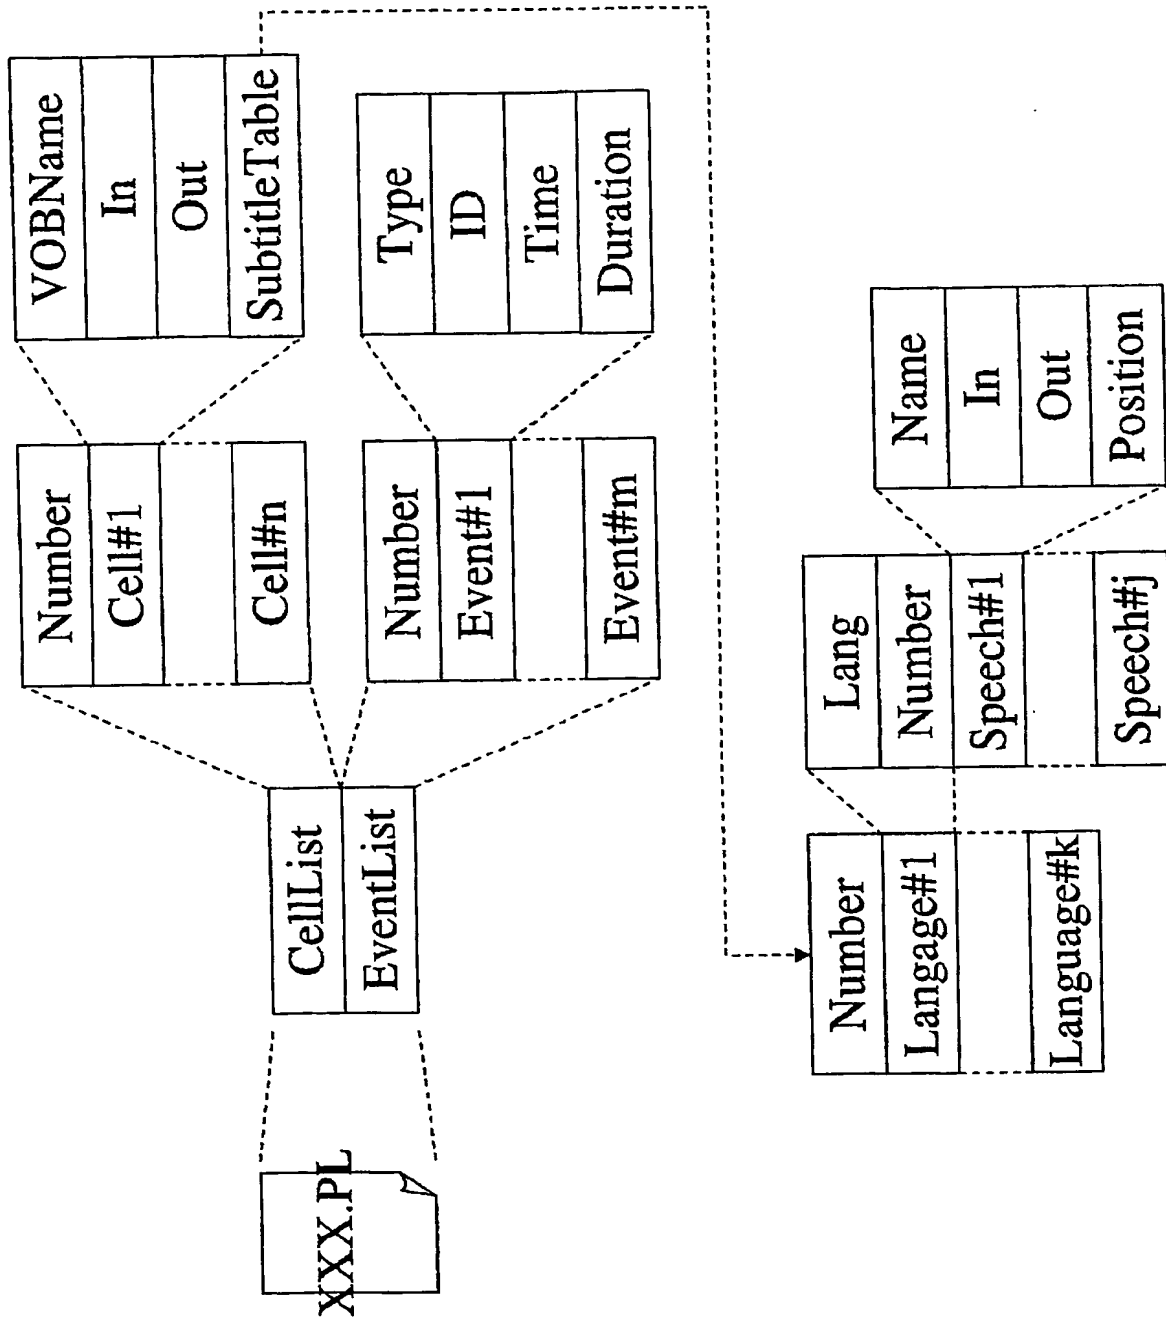 XXX.PL
CellList
EventList
Number
Cell#1
Cell#n
Number
Event#1
Event#m
VOBName
In
Out
SubtitleTable
Type
ID
Time
Duration
Number
Langage#1
Language#k
Lang
Number
Speech#1
Speech#j
Name
In
Out
Position